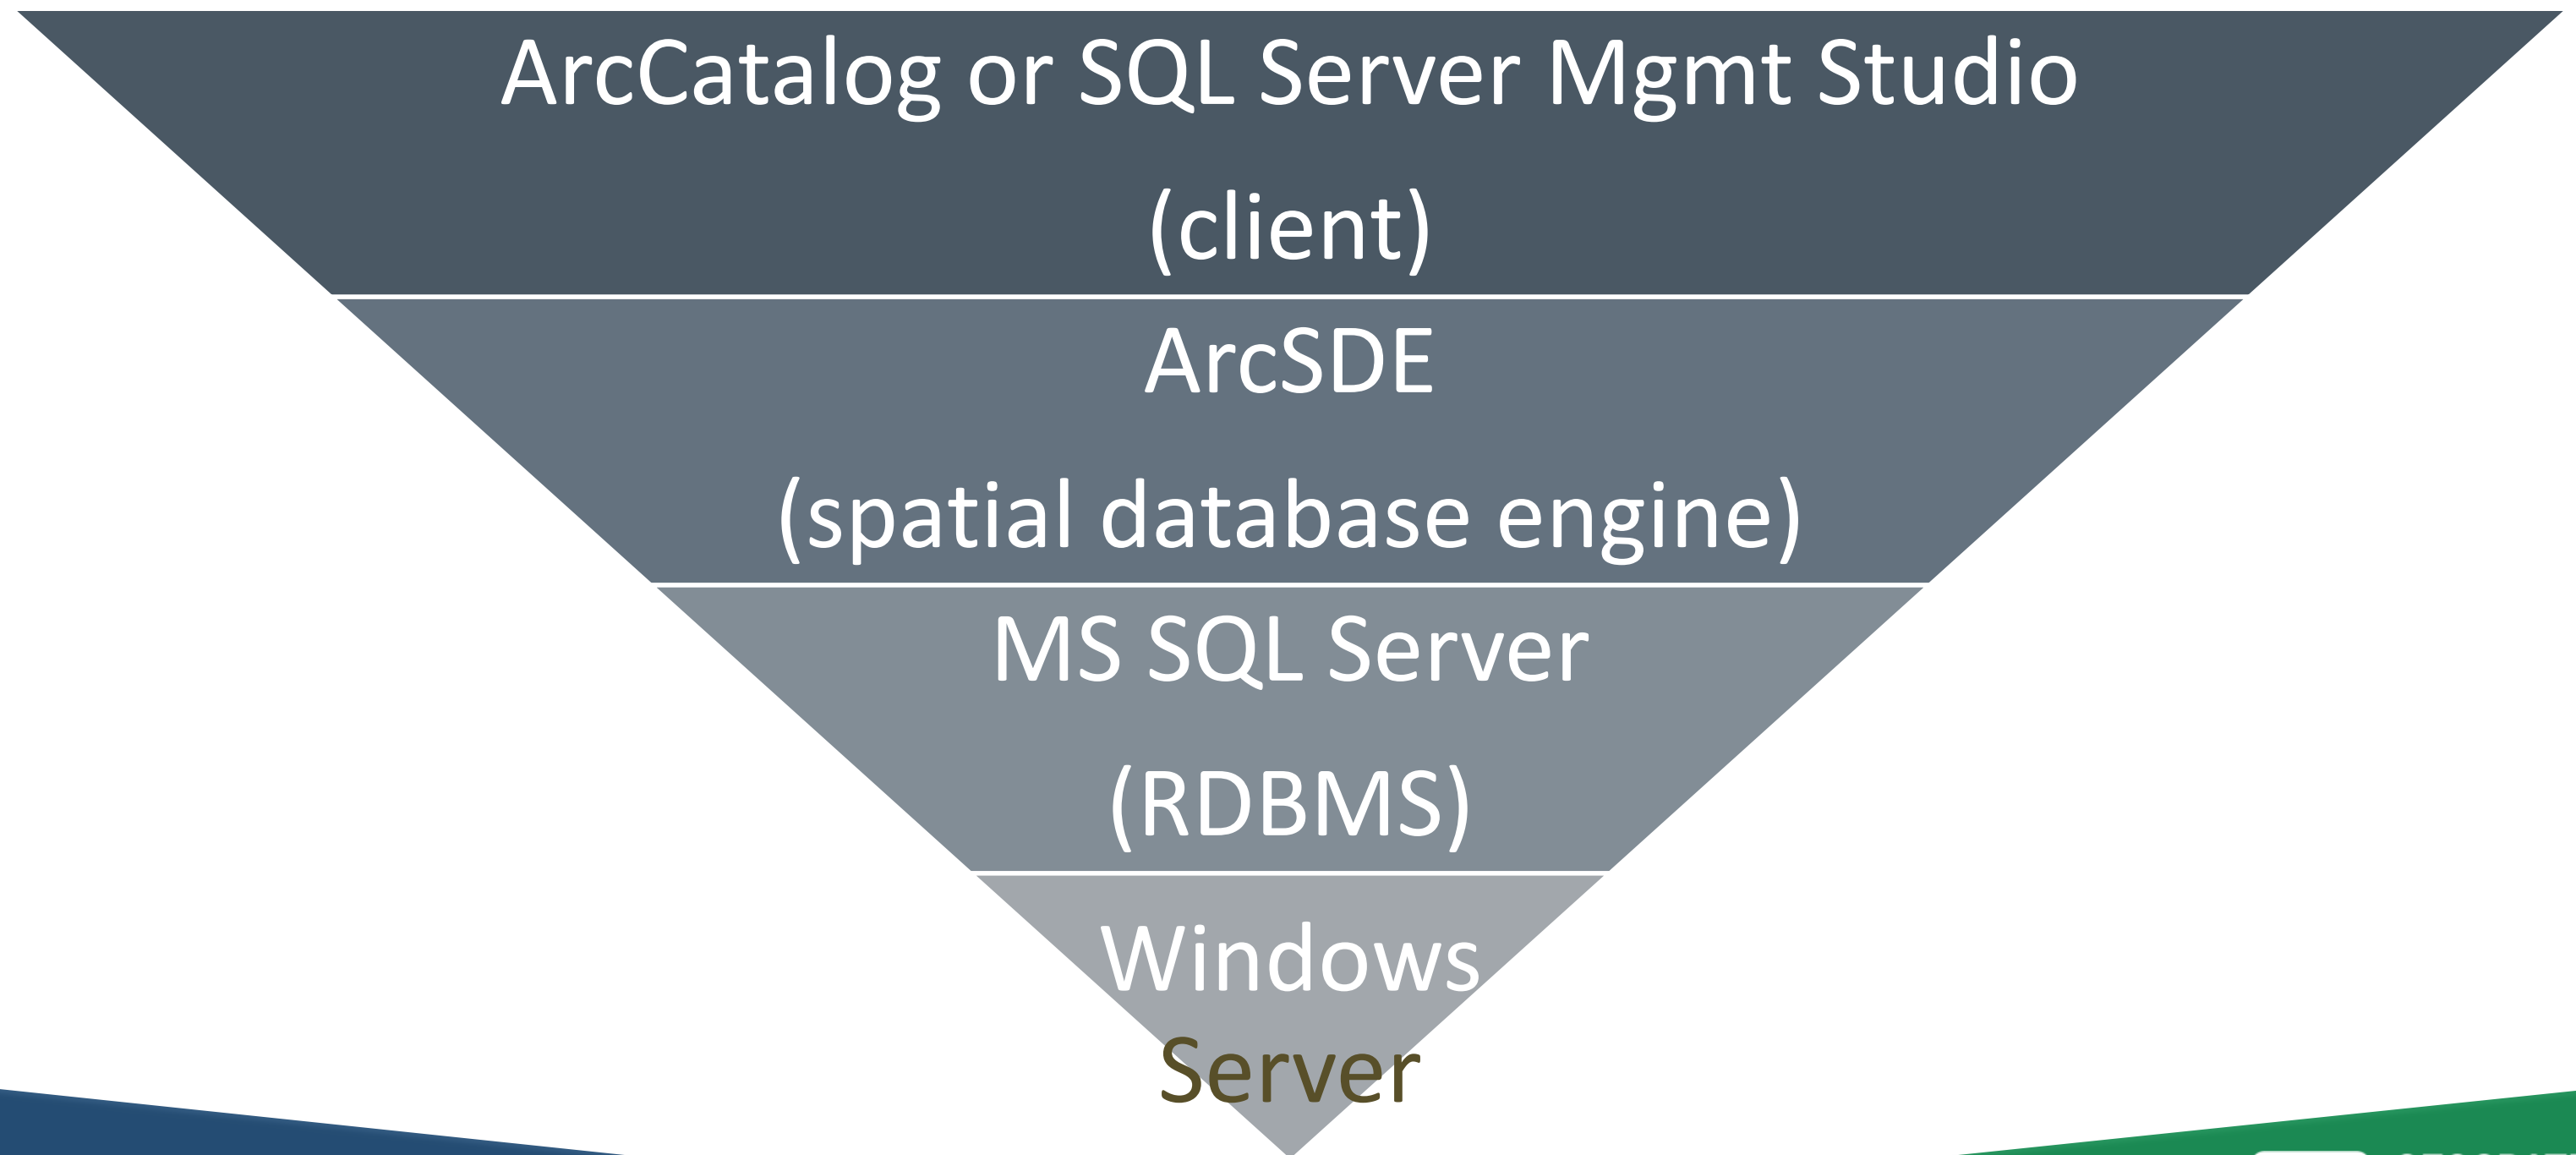 ArcCatalog or SQL Server Mgmt Studio
(client)
ArcSDE
(spatial database engine)
MS SQL Server
(RDBMS)
Windows
Server